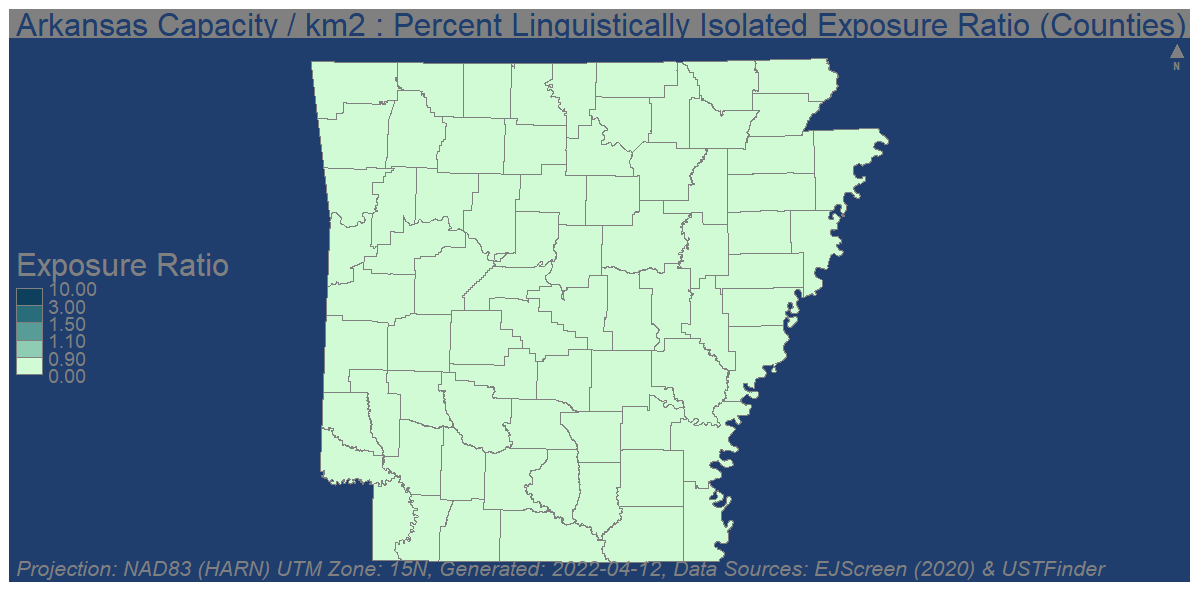 Arkansas Capacity / km2 : Percent Linguistically Isolated Exposure Ratio (Counties)
N
Exposure Ratio
10.00
3.00
1.50
1.10
0.90
0.00
Projection: NAD83 (HARN) UTM Zone: 15N, Generated: 2022-04-12, Data Sources: EJScreen (2020) & USTFinder